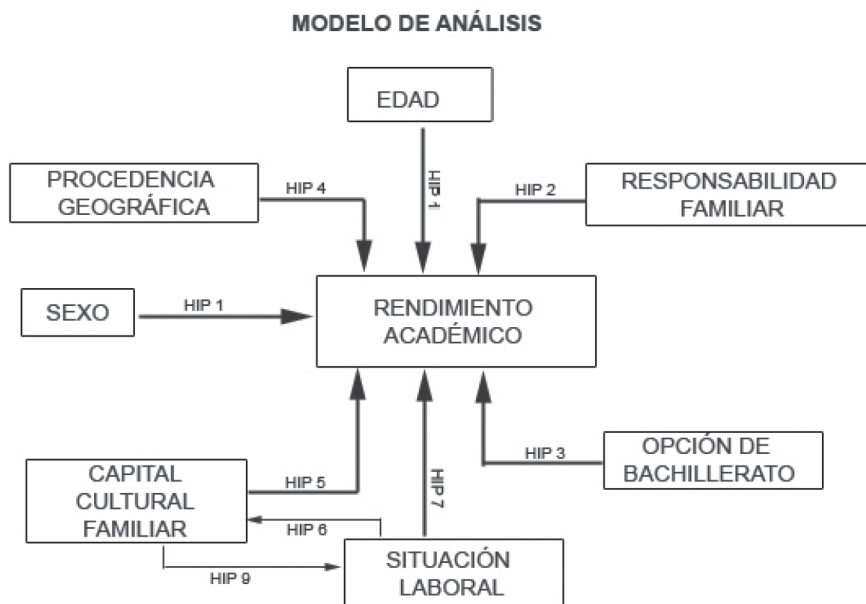 MODELO DE ANÁLISIS
EDAD
PROCEDENCIA
GEOGRÁFICA
HIP 4
HIP 1
HIP 2
RESPONSABILIDAD
FAMILIAR
SEXO
HIP 1
RENDIMIENTO
ACADÉMICO
CAPITAL
CULTURAL
FAMILIAR
HIP 5
HIP 7
HIP 3
OPCIÓN DE
BACHILLERATO
HIP 6
HIP 9
SITUACIÓN
LABORAL